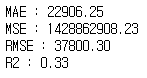 MAE : 22906.25
MSE : 1428862908.23
RMSE : 37800.30
R2 : 0.33